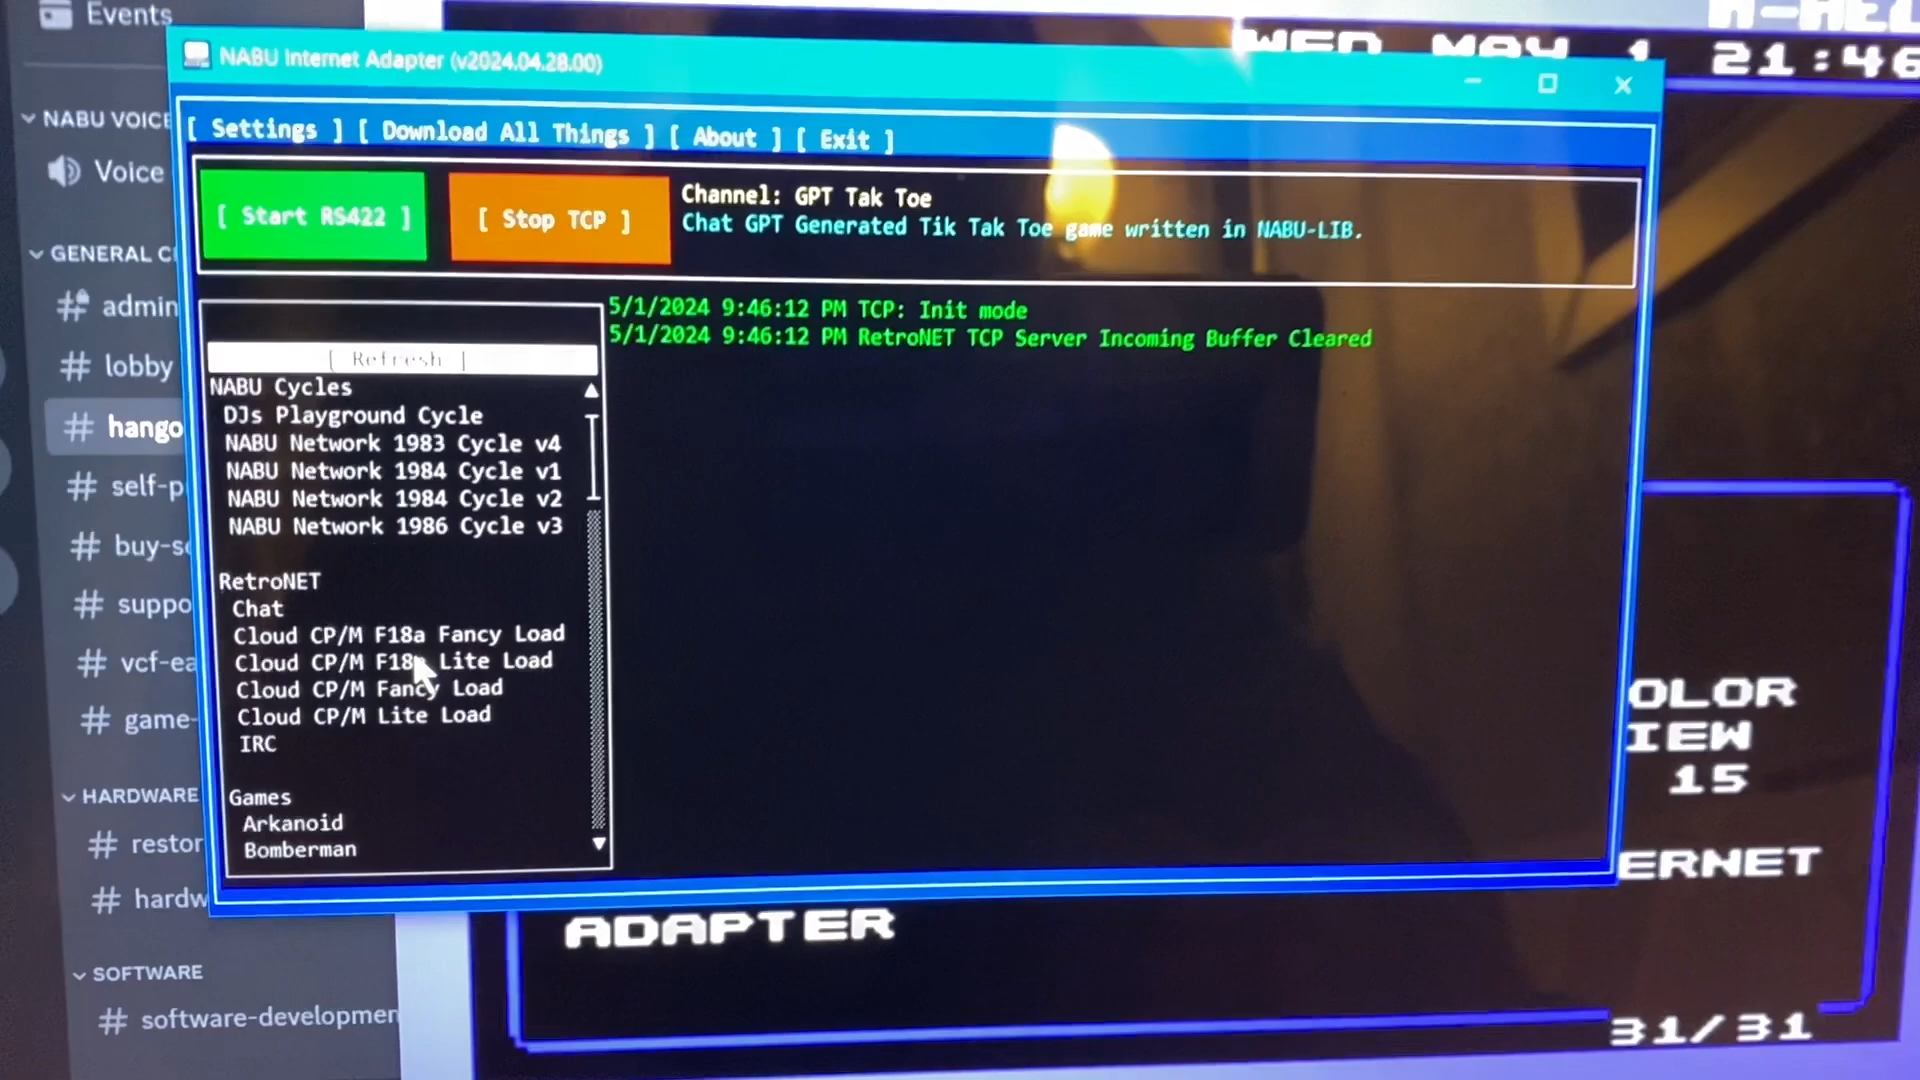 Events
WED MAY 1 21:46
NABU Internet Adapter (v2024.04.28.00)
NABU VOICE
Voice
[ Settings ] [ Download All Things ] [ About ] [ Exit ]
[ Start RS422 ]
[ Stop TCP ]
Channel: GPT Tak Toe
Chat GPT Generated Tik Tak Toe game written in NABU-LIB.
GENERAL
admin
lobby
hango
self-p
buy-s
suppo
vcf-ea
game-
HARDWARE
restor
hardw
SOFTWARE
software-developmen
[ Refresh ]
NABU Cycles
DJs Playground Cycle
NABU Network 1983 Cycle v4
NABU Network 1984 Cycle v1
NABU Network 1984 Cycle v2
NABU Network 1986 Cycle v3
RetroNET
Chat
Cloud CP/M F18a Fancy Load
Cloud CP/M F18a Lite Load
Cloud CP/M Fancy Load
Cloud CP/M Lite Load
IRC
Games
Arkanoid
Bomberman
5/1/2024 9:46:12 PM TCP: Init mode
5/1/2024 9:46:12 PM RetroNET TCP Server Incoming Buffer Cleared
OLOR
IEW
15
ERNET
ADAPTER
31/31